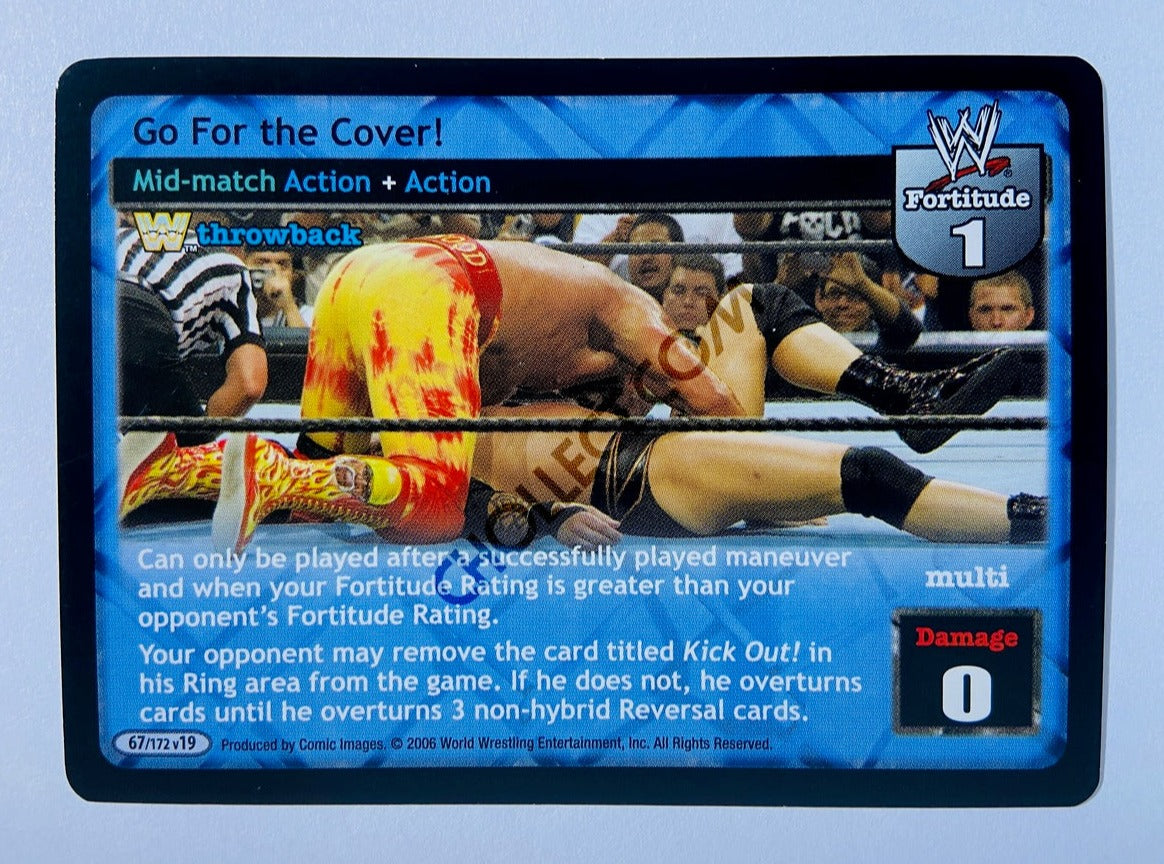 Go For the Cover!
Mid-match Action + Action
W
Fortitude
1
W™ throwback
Can only be played after a successfully played maneuver
and when your Fortitude Rating is greater than your
opponent's Fortitude Rating.
multi
Your opponent may remove the card titled Kick Out! in
his Ring area from the game. If he does not, he overturns
cards until he overturns 3 non-hybrid Reversal cards.
Damage
0
67/172 v19
Produced by Comic Images. © 2006 World Wrestling Entertainment, Inc. All Rights Reserved.